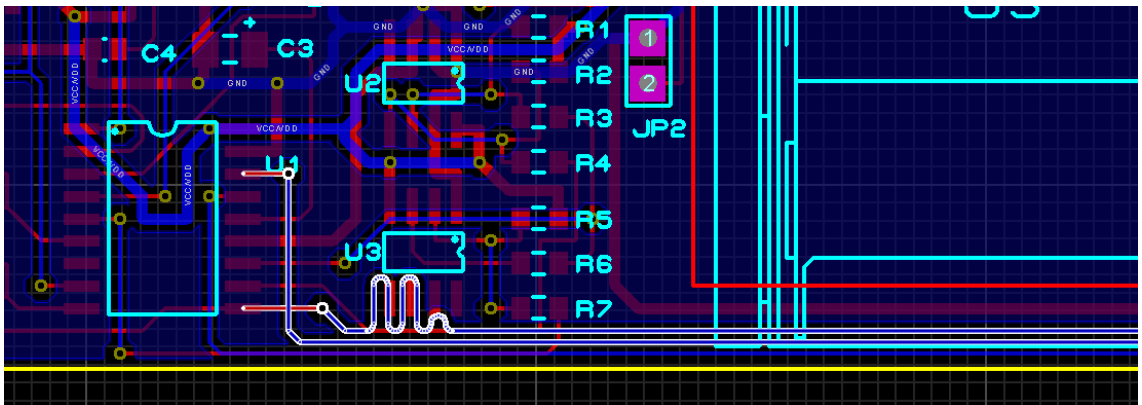 U3
R1
GND
GND
1
C4
+
C3
VCC/VDD
GND
VCC/VDD
U2
GND
GND
R2
2
R3
JP2
VCC/VDD
VCC/VDD
U1
VCC/VDD
R4
R5
U3
R6
R7